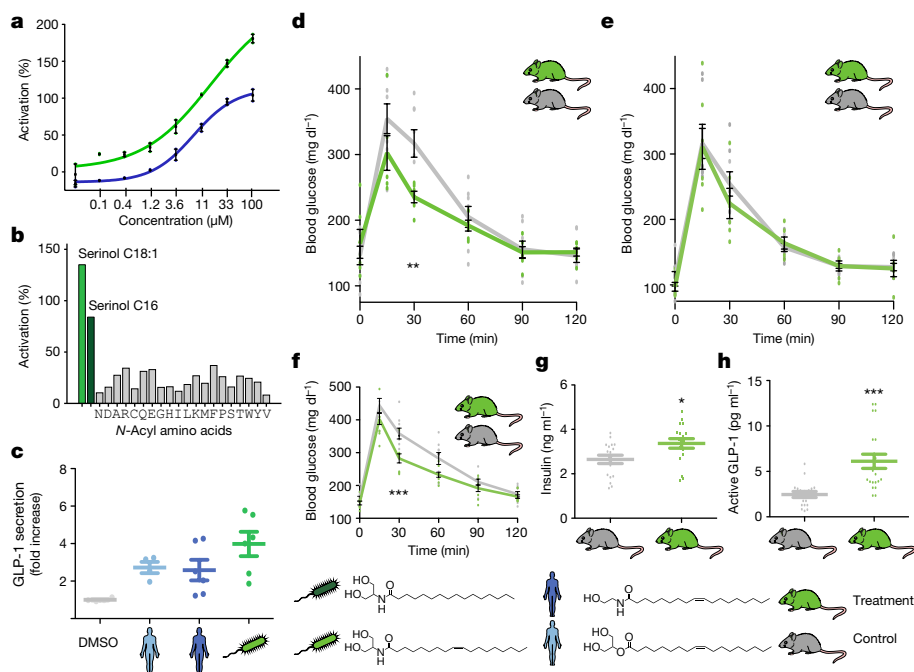 a
Activation (%)
200
150
100
50
0
0.1 0.4 1.2 3.6 11 33 100
Concentration (µM)
b
Activation (%)
150
100
50
0
Serinol C18:1
Serinol C16
NDARCQEGHILKMFPSTWYV
N-Acyl amino acids
c
GLP-1 secretion
(fold increase)
6
4
2
DMSO
d
Blood glucose (mg dl⁻¹)
400
300
200
100
**
0 30 60 90 120
Time (min)
e
Blood glucose (mg dl⁻¹)
400
300
200
100
0 30 60 90 120
Time (min)
f
Blood glucose (mg dl⁻¹)
500
400
300
200
100
***
0 30 60 90 120
Time (min)
g
Insulin (ng ml⁻¹)
6
4
2
0
*
h
Active GLP-1 (pg ml⁻¹)
15
10
5
0
***
HO
HO
N
H
O
HO
N
H
O
Treatment
HO
HO
N
H
O
HO
HO
O
O
Control